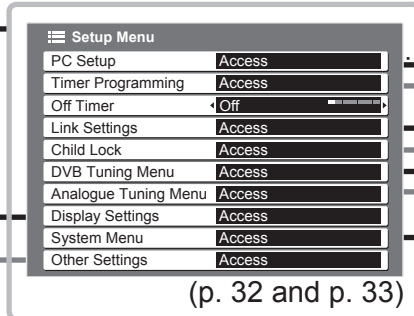 Setup Menu
PC Setup Access
Timer Programming Access
Off Timer Off
Link Settings Access
Child Lock Access
DVB Tuning Menu Access
Analogue Tuning Menu Access
Display Settings Access
System Menu Access
Other Settings Access
(p. 32 and p. 33)